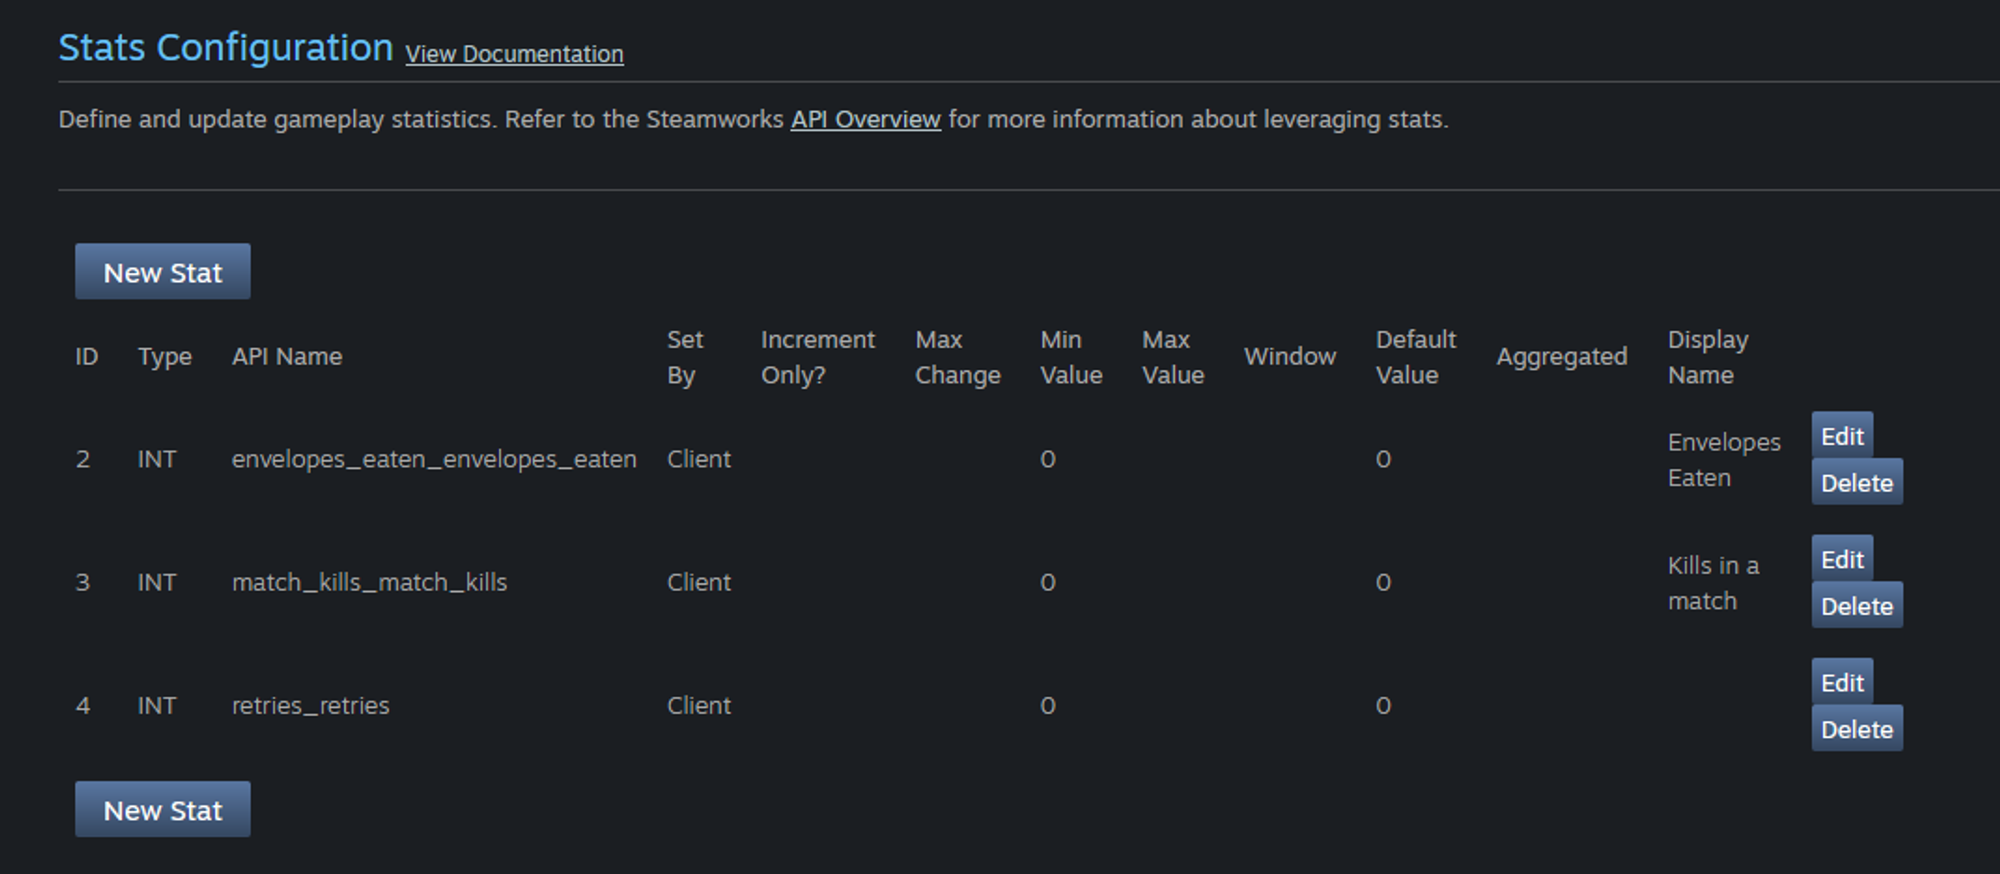 Stats Configuration View Documentation
Define and update gameplay statistics. Refer to the Steamworks API Overview for more information about leveraging stats.
New Stat
ID Type API Name Set By Increment Only? Max Change Min Value Max Value Window Default Value Aggregated Display Name
2 INT envelopes_eaten_envelopes_eaten Client 0 0 Envelopes Eaten Edit Delete
3 INT match_kills_match_kills Client 0 0 Kills in a match Edit Delete
4 INT retries_retries Client 0 0 Edit Delete
New Stat